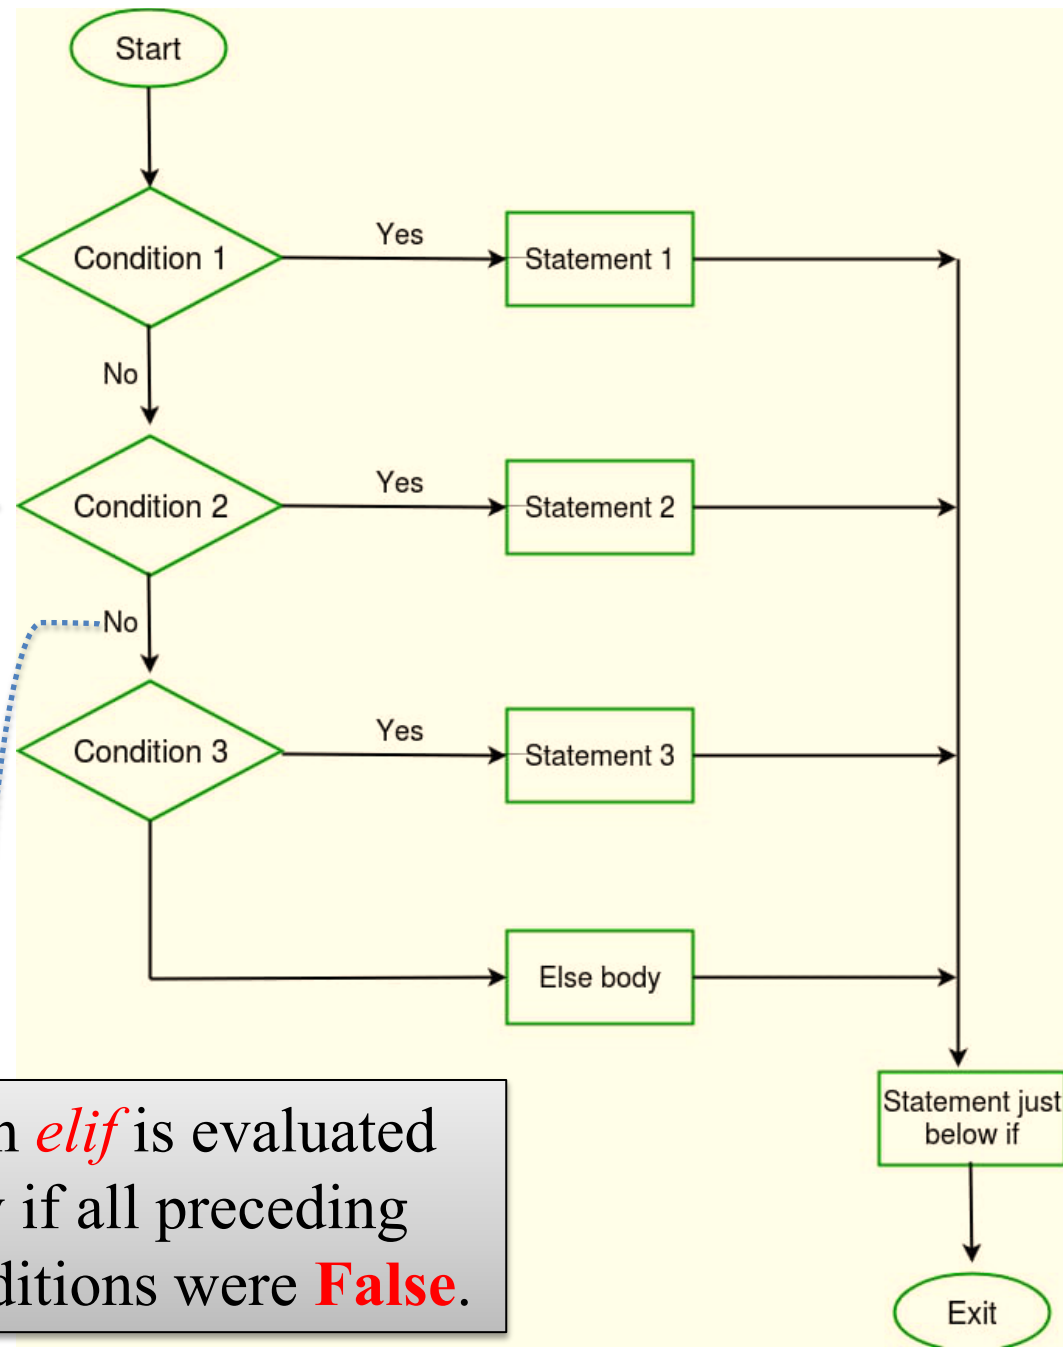 Start
Condition 1
Yes
Statement 1
No
Condition 2
Yes
Statement 2
No
Condition 3
Yes
Statement 3
Else body
Statement just
below if
elif is evaluated
if all preceding
were False.
Exit